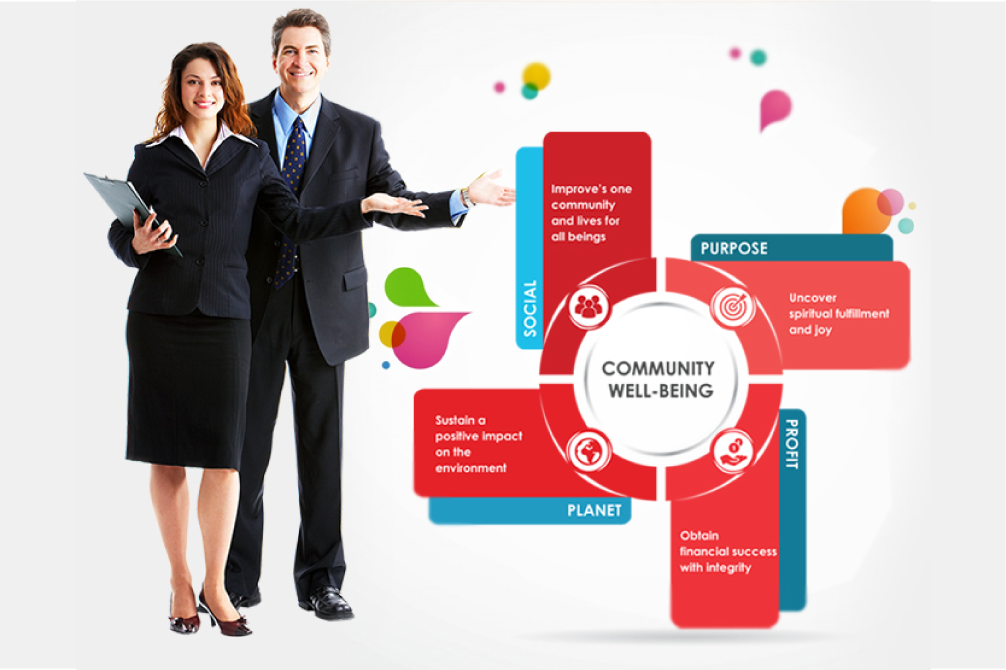 Improve's one
community
and lives for
all beings
SOCIAL
PURPOSE
Uncover
spiritual fulfillment
and joy
COMMUNITY
WELL-BEING
Sustain a
positive impact
on the
environment
PLANET
PROFIT
Obtain
financial success
with integrity